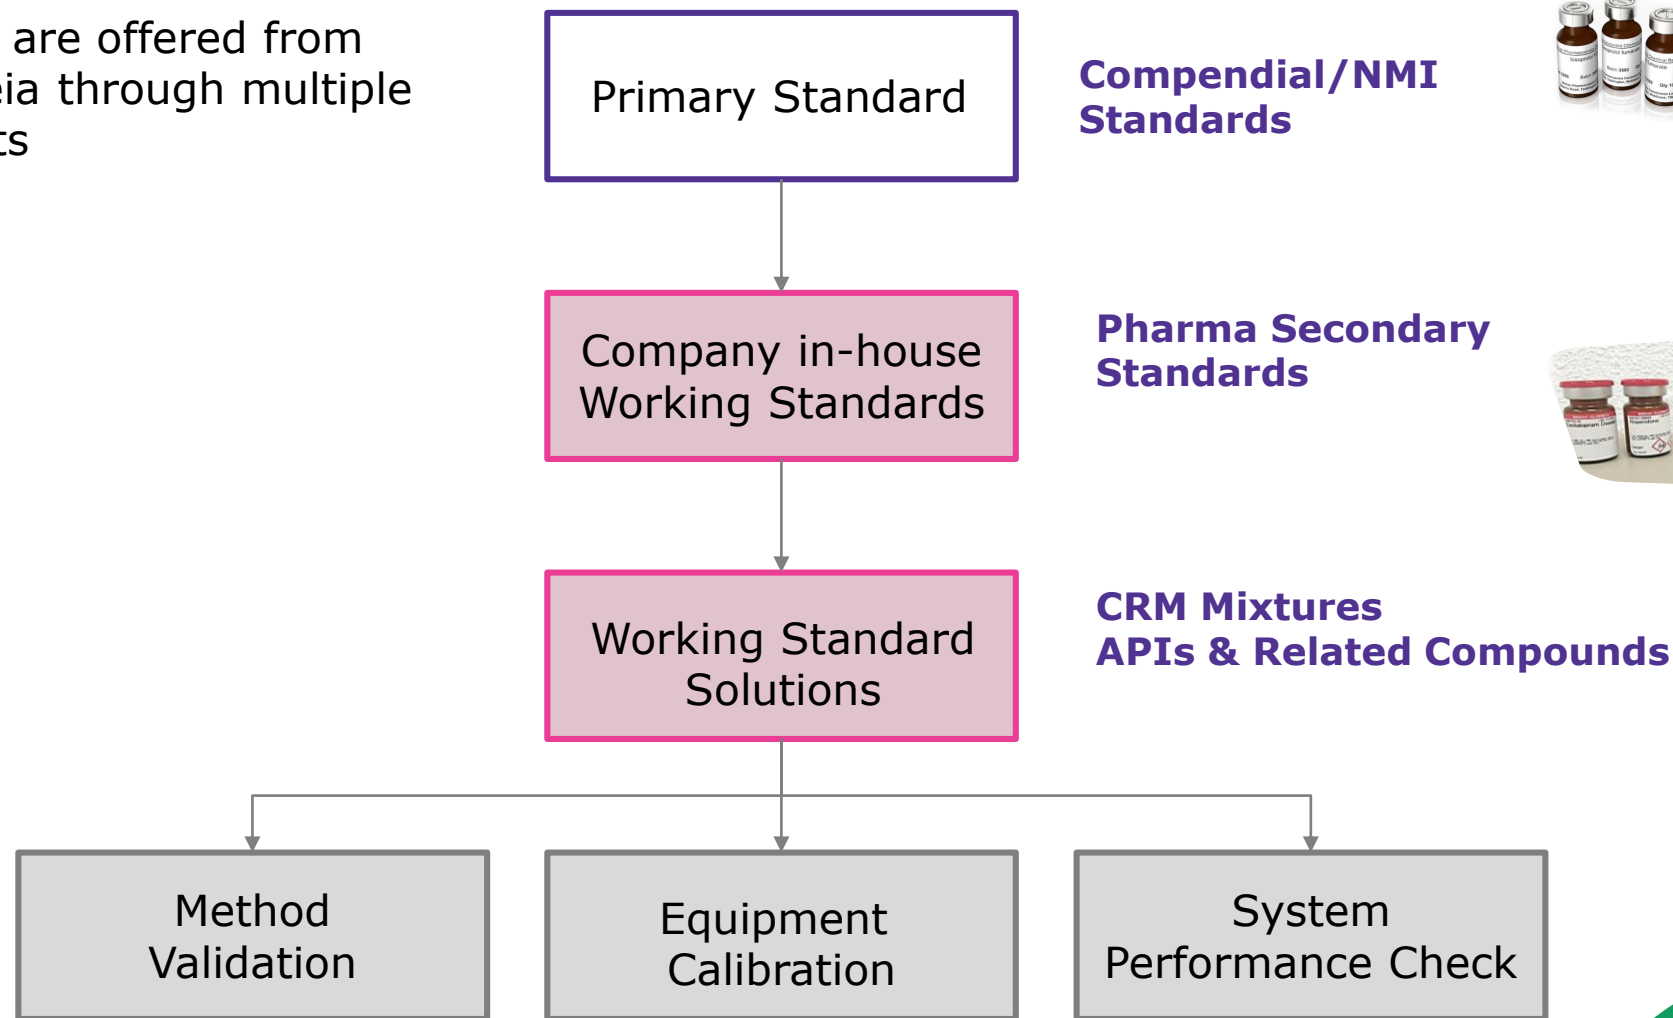 are offered from
through multiple
Primary Standard
Compendial/NMI
Standards
Company in-house
Working Standards
Pharma Secondary
Standards
Working Standard
Solutions
CRM Mixtures
APIs & Related Compounds
Method
Validation
Equipment
Calibration
System
Performance Check